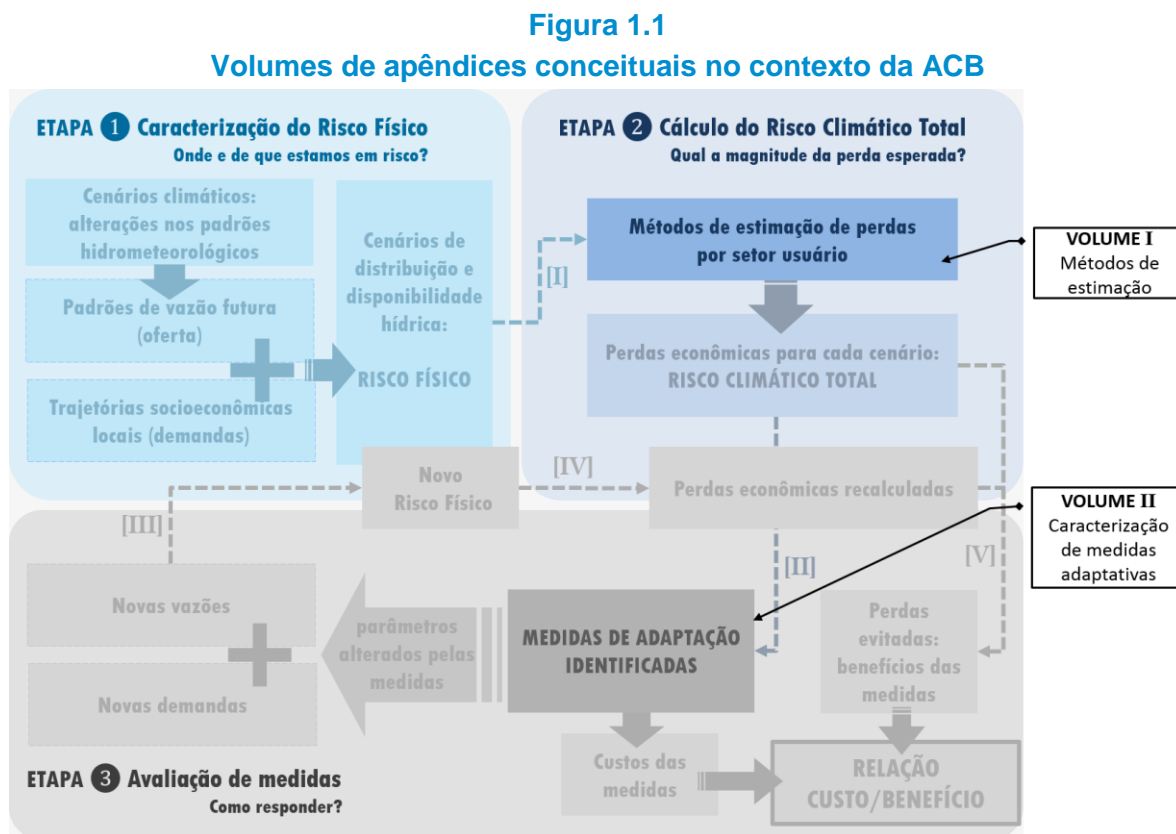 Figura 1.1
Volumes de apêndices conceituais no contexto da ACB
ETAPA 1 Caracterização do Risco Físico
Onde e de que estamos em risco?
Cenários climáticos:
alterações nos padrões
hidrometeorológicos
Padrões de vazão futura
(oferta)
Trajetórias socioeconômicas
locais (demandas)
Cenários de
distribuição e
disponibilidade
hídrica:
RISCO FÍSICO
[I]
ETAPA 2 Cálculo do Risco Climático Total
Qual a magnitude da perda esperada?
Métodos de estimação de perdas
por setor usuário
Perdas econômicas para cada cenário:
RISCO CLIMÁTICO TOTAL
VOLUME I
Métodos de
estimação
Novo
Risco Físico
[IV]
Perdas econômicas recalculadas
[III]
[II]
[V]
VOLUME II
Caracterização
de medidas
adaptativas
Novas vazões
Novas demandas
parâmetros
alterados pelas
medidas
MEDIDAS DE ADAPTAÇÃO
IDENTIFICADAS
Perdas
evitadas:
benefícios das
medidas
Custos das
medidas
RELAÇÃO
CUSTO/BENEFÍCIO
ETAPA 3 Avaliação de medidas
Como responder?